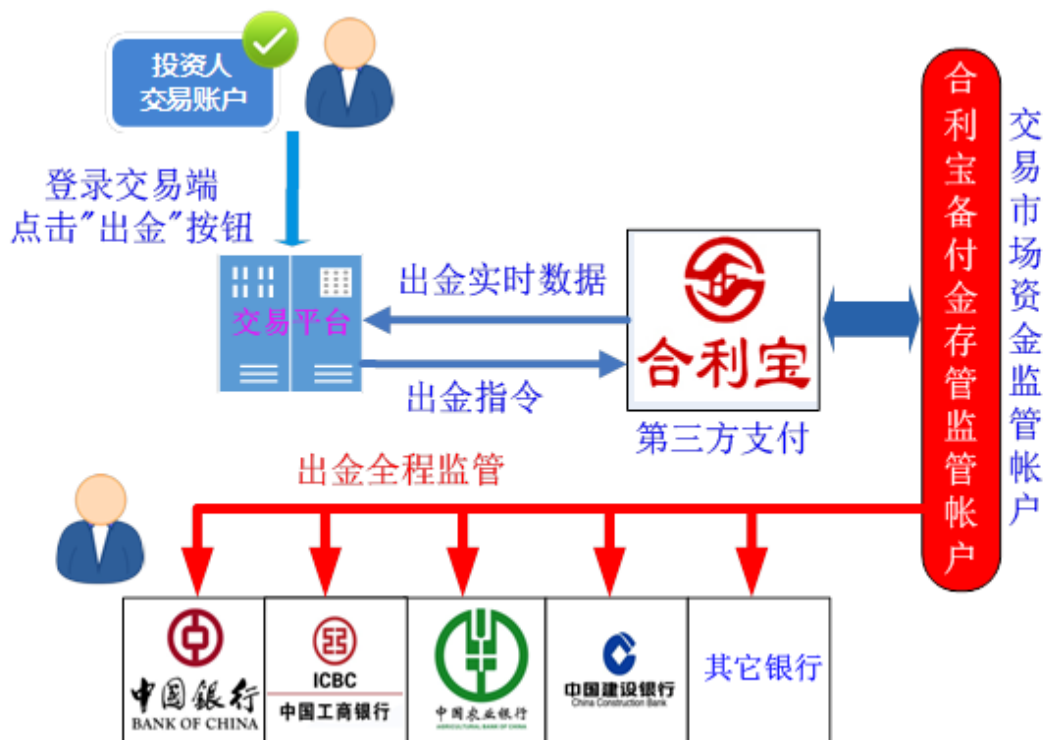 投资人
交易账户
登录交易端
点击"出金"按钮
交易平台
出金实时数据
出金指令
合利宝
第三方支付
合利宝备付金存管监管帐户
交易市场资金监管帐户
出金全程监管
中国銀行
BANK OF CHINA
ICBC
中国工商银行
中国农业银行
AGRICULTURAL BANK OF CHINA
中国建设银行
China Construction Bank
其它银行